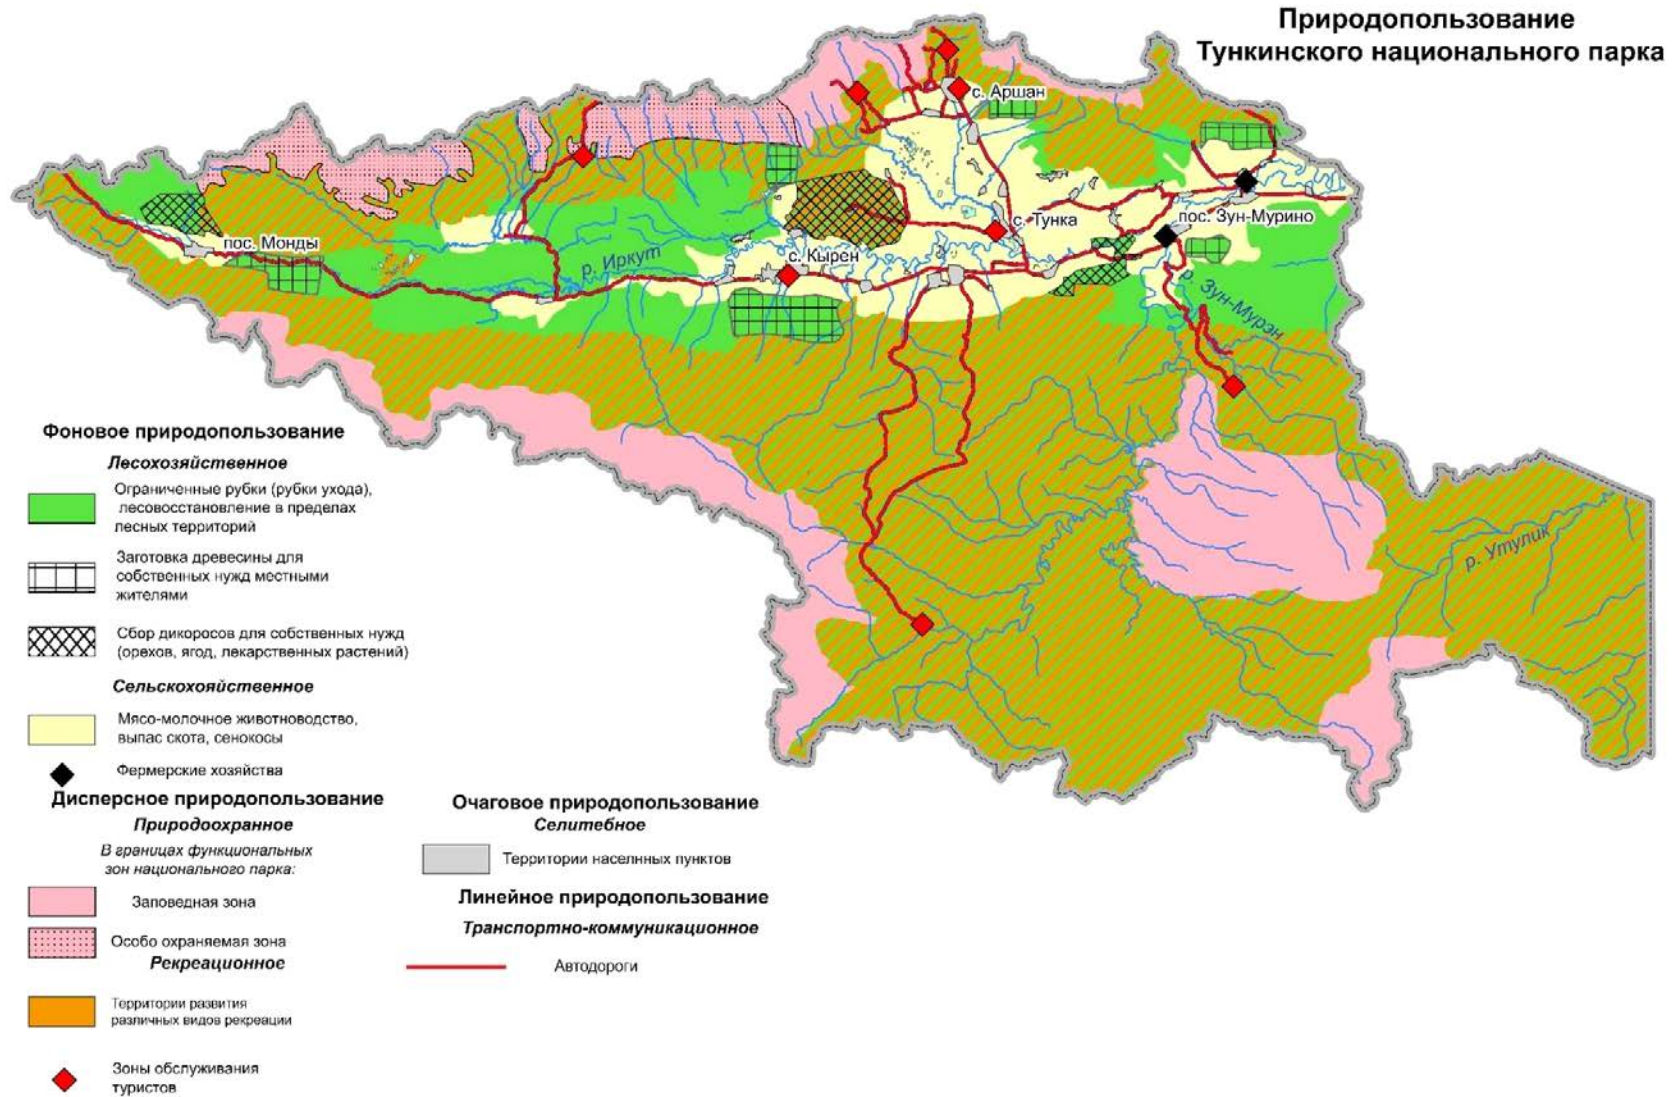 Природопользование
Тункинского национального парка
с. Аршан
с. Тунка
пос. Зун-Мурино
пос. Монды
с. Кырен
р. Иркут
р. Зун-Мурэн
р. Утулик
Фоновое природопользование
Лесохозяйственное
Ограниченные рубки (рубки ухода),
лесовосстановление в пределах
лесных территорий
Заготовка древесины для
собственных нужд местными
жителями
Сбор дикоросов для собственных нужд
(орехов, ягод, лекарственных растений)
Сельскохояйственное
Мясо-молочное животноводство,
выпас скота, сенокосы
Фермерские хозяйства
Дисперсное природопользование
Природоохранное
В границах функциональных
зон национального парка:
Заповедная зона
Особо охраняемая зона
Рекреационное
Территории развития
различных видов рекреации
Зоны обслуживания
туристов
Очаговое природопользование
Селитебное
Территории населнных пунктов
Линейное природопользование
Транспортно-коммуникационное
Автодороги